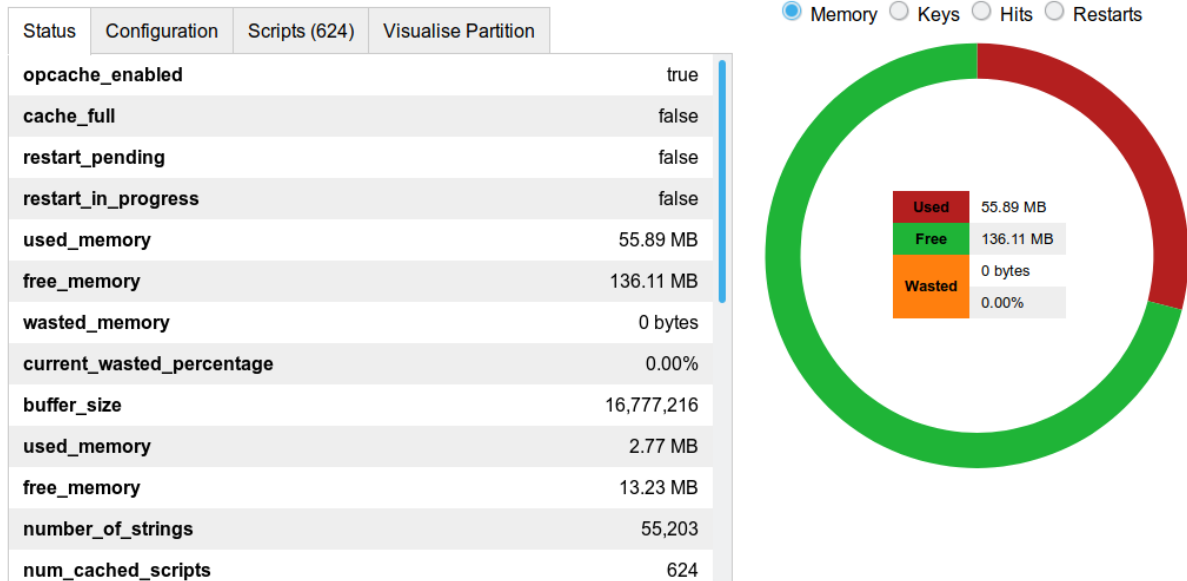 Status Configuration Scripts (624) Visualise Partition
opcache_enabled true
cache_full false
restart_pending false
restart_in_progress false
used_memory 55.89 MB
free_memory 136.11 MB
wasted_memory 0 bytes
current_wasted_percentage 0.00%
buffer_size 16,777,216
used_memory 2.77 MB
free_memory 13.23 MB
number_of_strings 55,203
num_cached_scripts 624
Memory Keys Hits Restarts
Used 55.89 MB
Free 136.11 MB
Wasted 0 bytes
0.00%